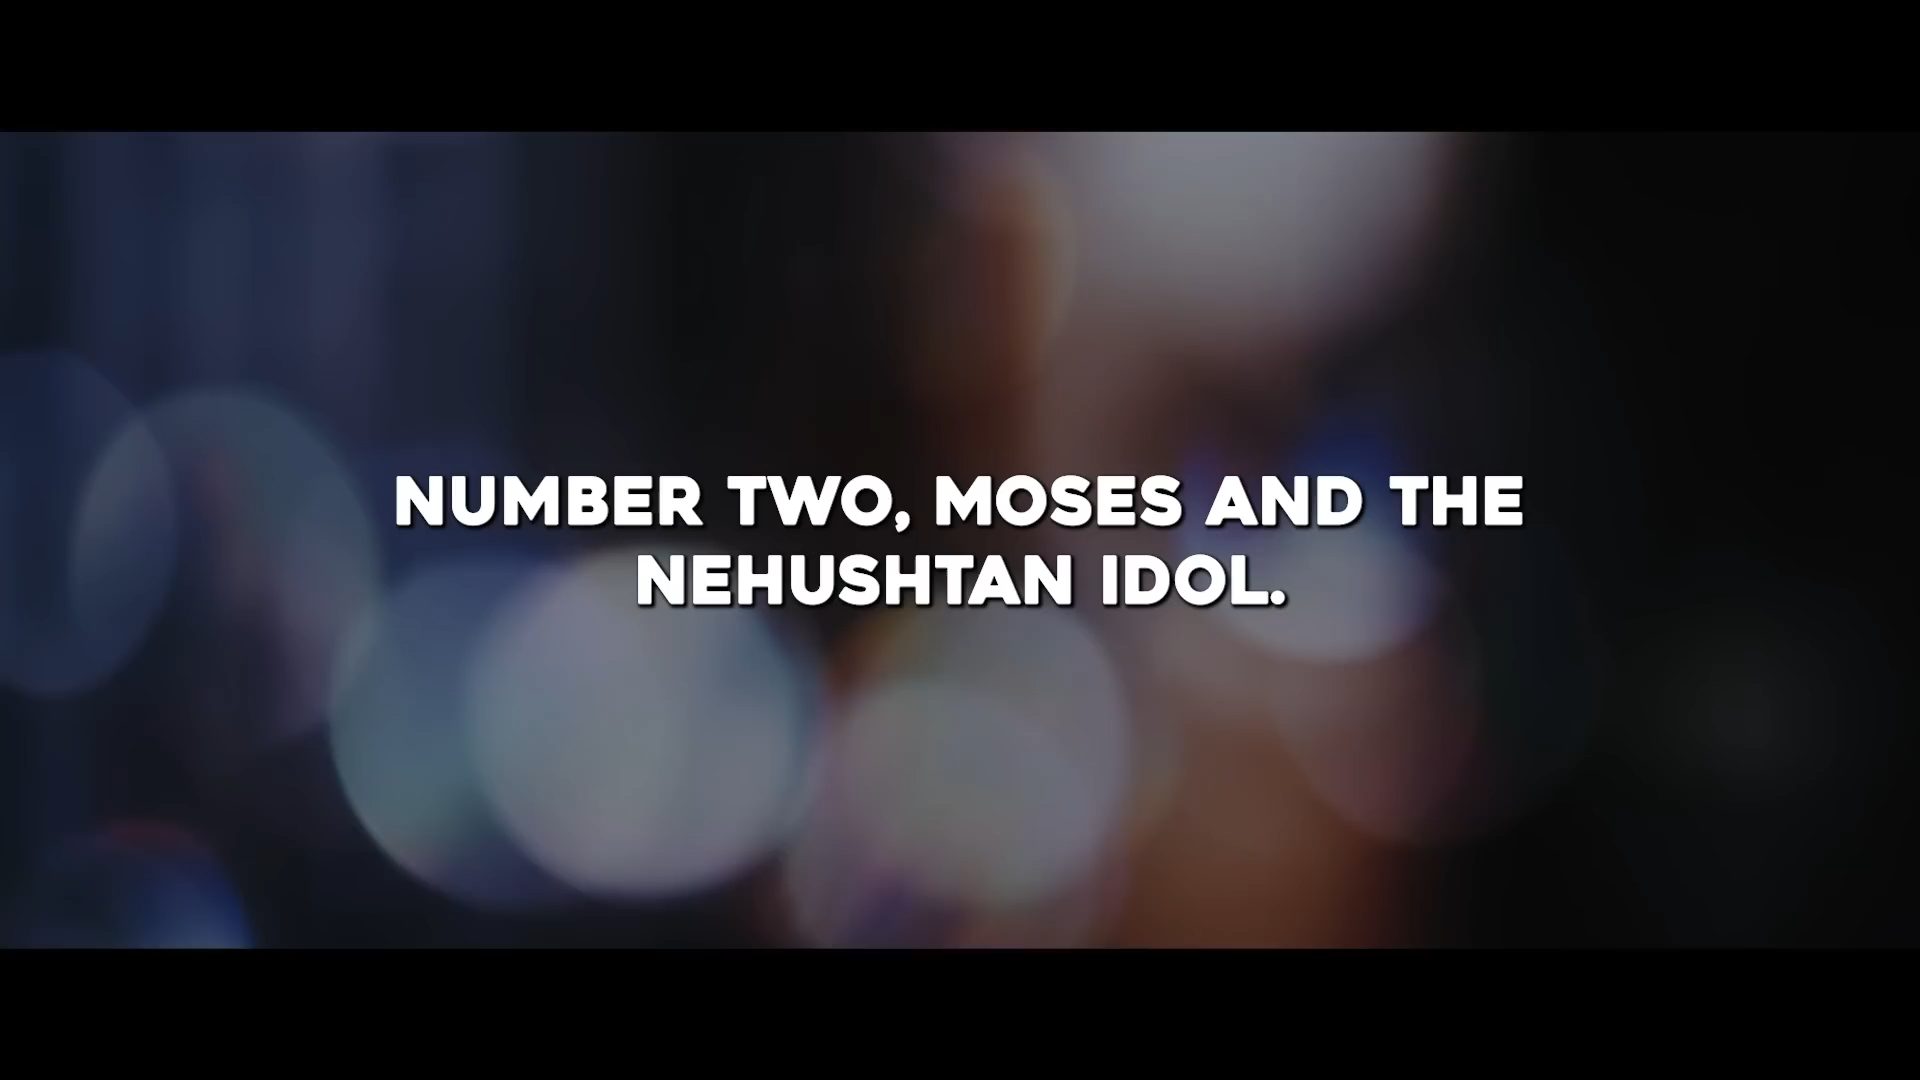 NUMBER TWO, MOSES AND THE
NEHUSHTAN IDOL.